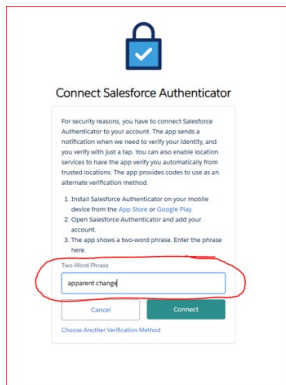 Connect Salesforce Authenticator
For security reasons, you have to connect Salesforce
Authenticator to your account. The app sends a
notification when we need to verify your identity, and
you verify with just a tap. You can also enable location
services to have the app verify you automatically from
trusted locations. The app provides codes to use as an
alternate verification method.
1. Install Salesforce Authenticator on your mobile
device from the App Store or Google Play.
2. Open Salesforce Authenticator and add your
account.
3. The app shows a two-word phrase. Enter the phrase
here.
Two-Word Phrase
apparent change
Cancel
Connect
Choose Another Verification Method